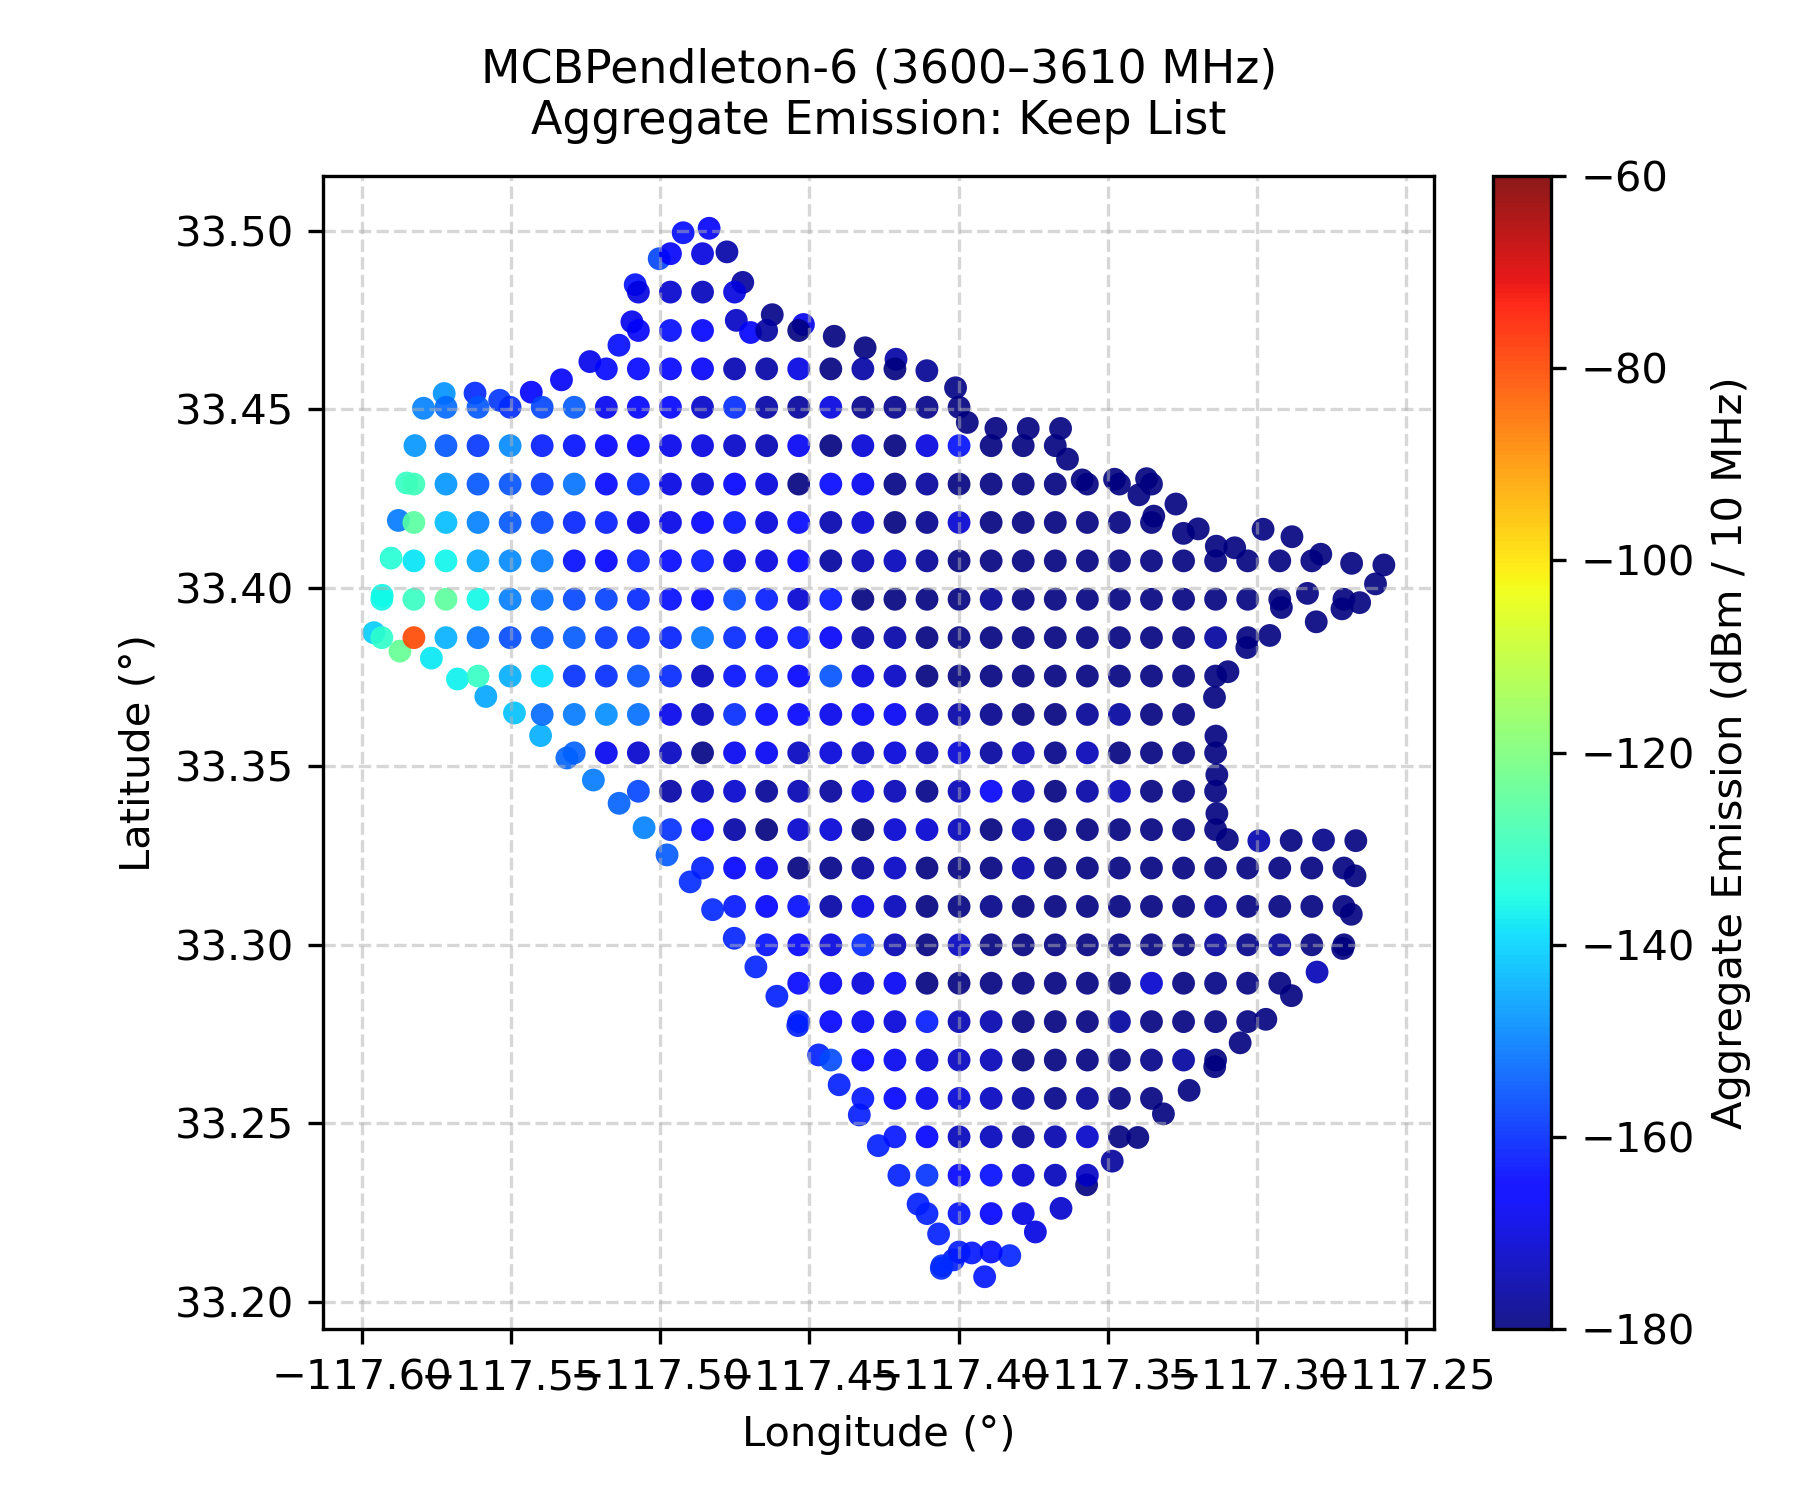 MCBPendleton-6 (3600–3610 MHz)
Aggregate Emission: Keep List
33.50
33.45
33.40
33.35
33.30
33.25
33.20
Latitude (°)
−117.60 −117.55 −117.50 −117.45 −117.40 −117.35 −117.30 −117.25
Longitude (°)
−60
−80
−100
−120
−140
−160
−180
Aggregate Emission (dBm / 10 MHz)